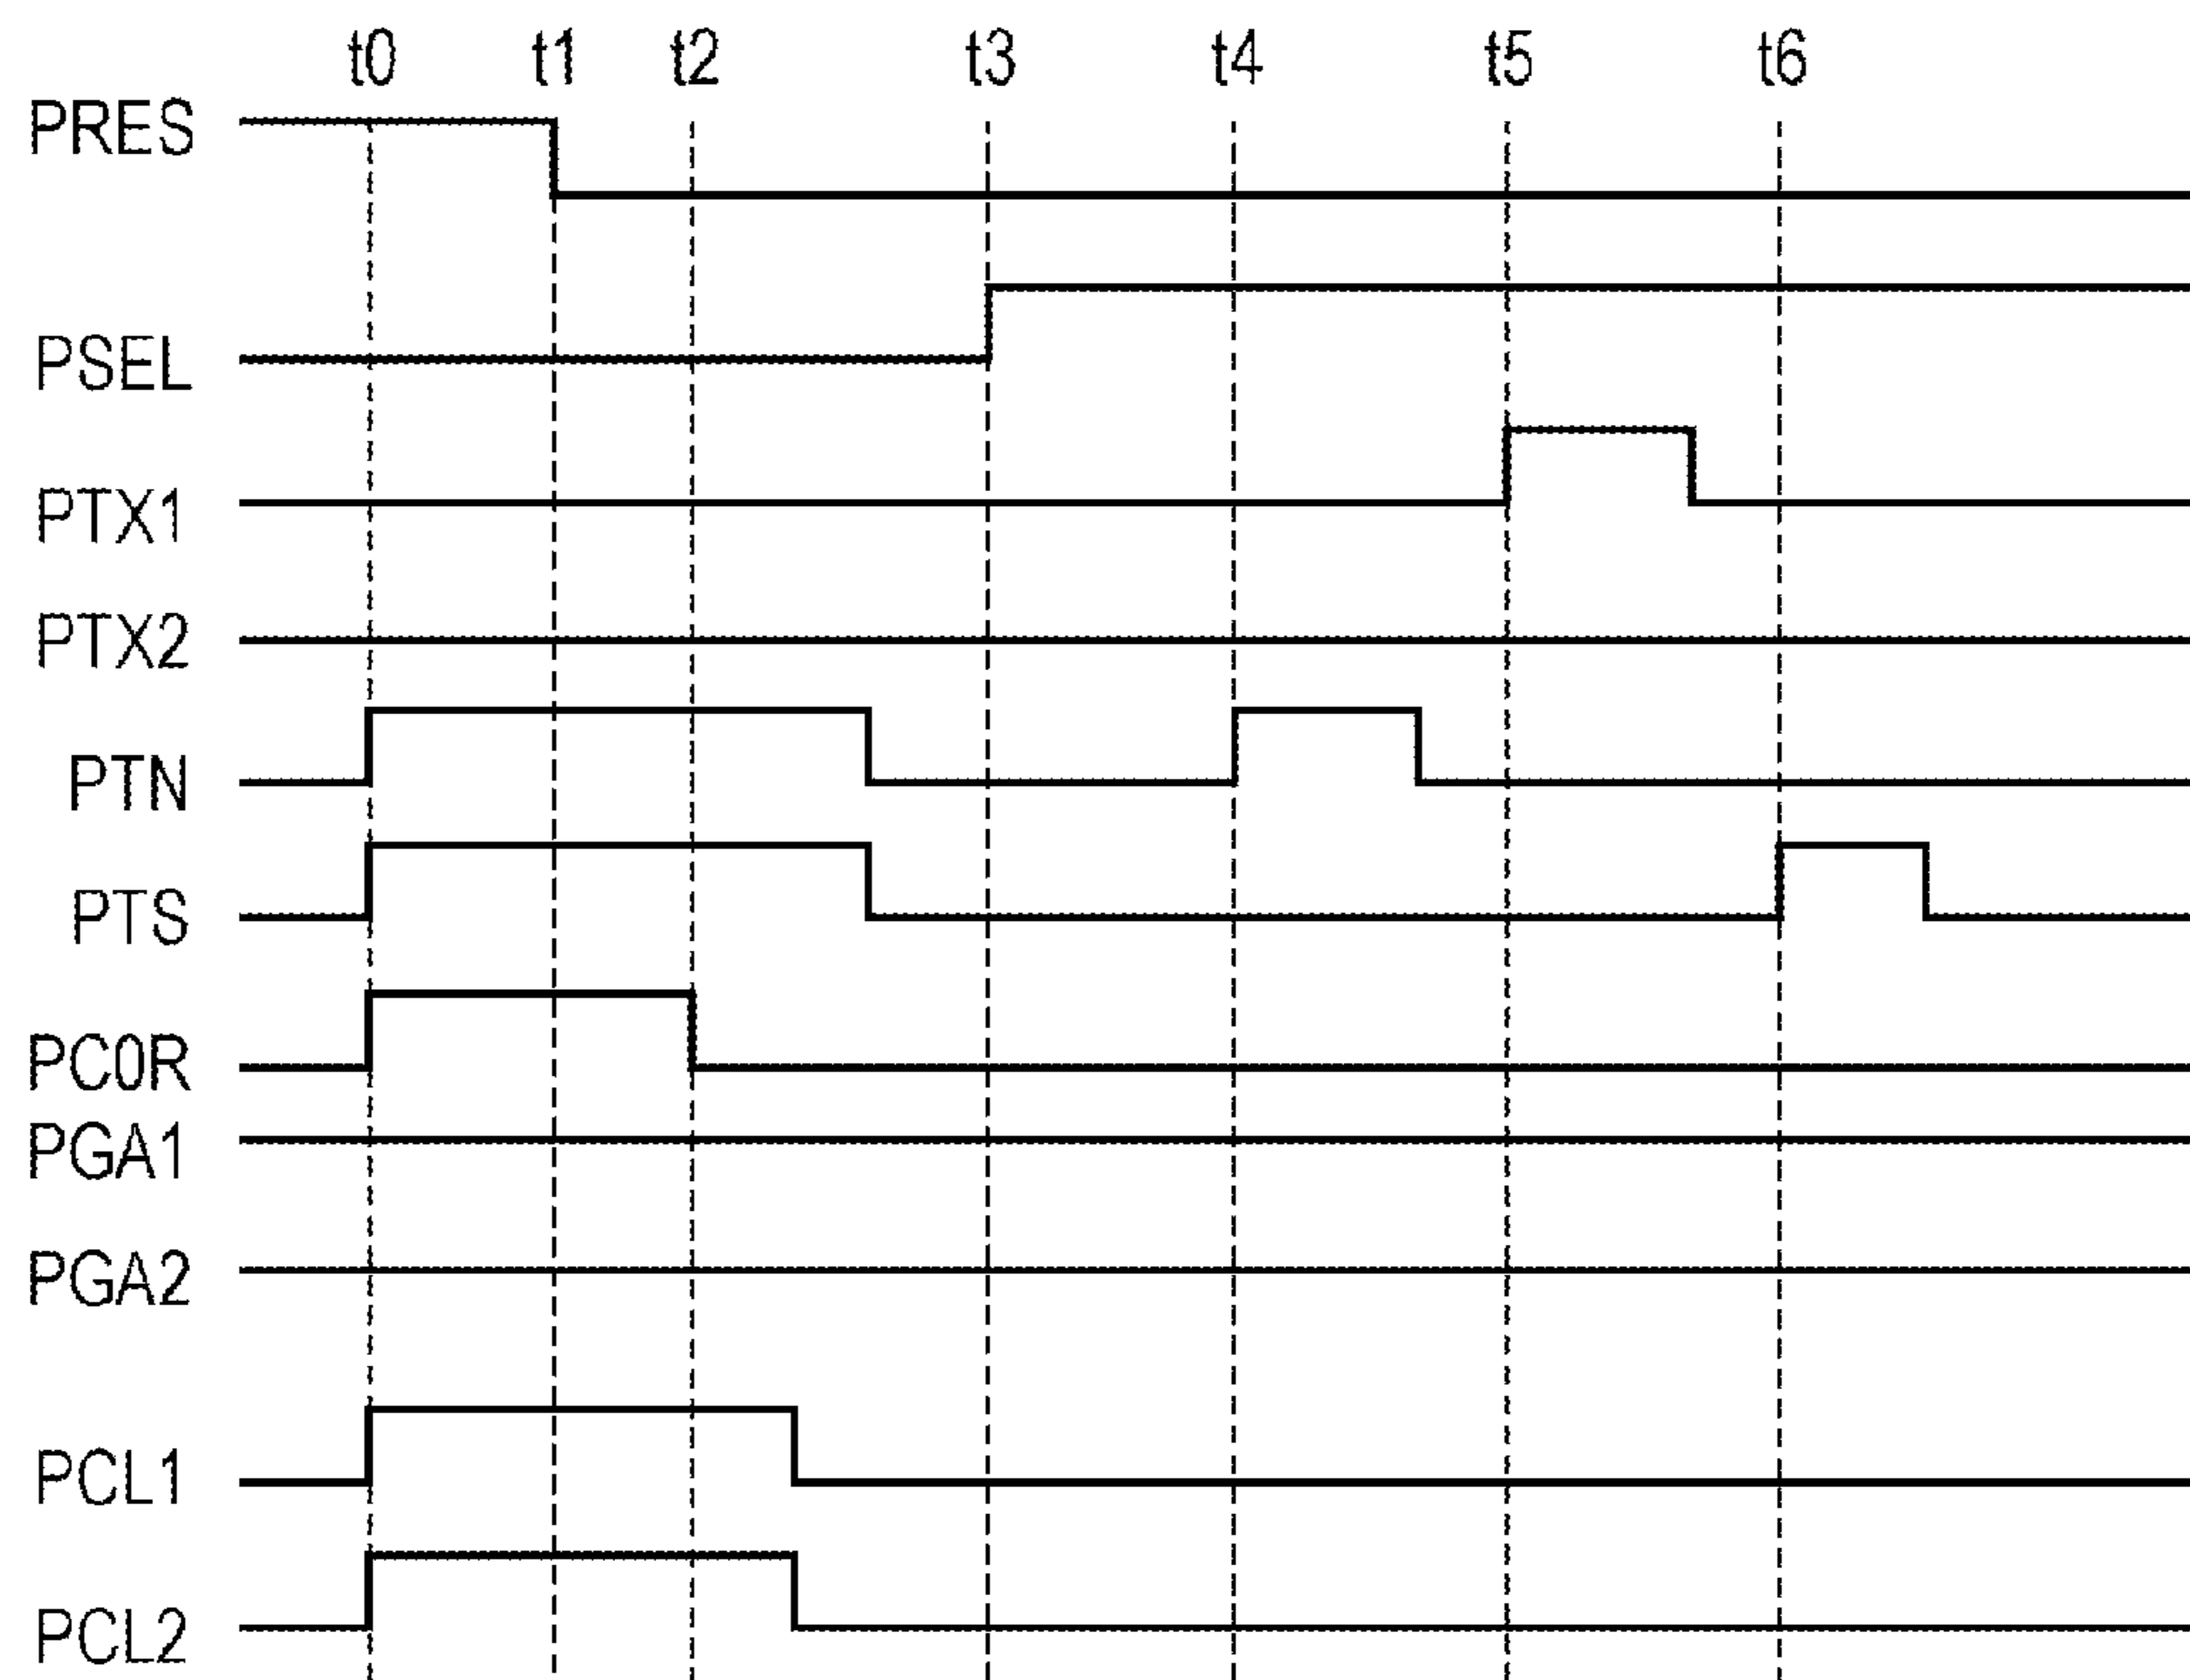 t0 t1 t2 t3 t4 t5 t6
PRES
PSEL
PTX1
PTX2
PTN
PTS
PC0R
PGA1
PGA2
PCL1
PCL2